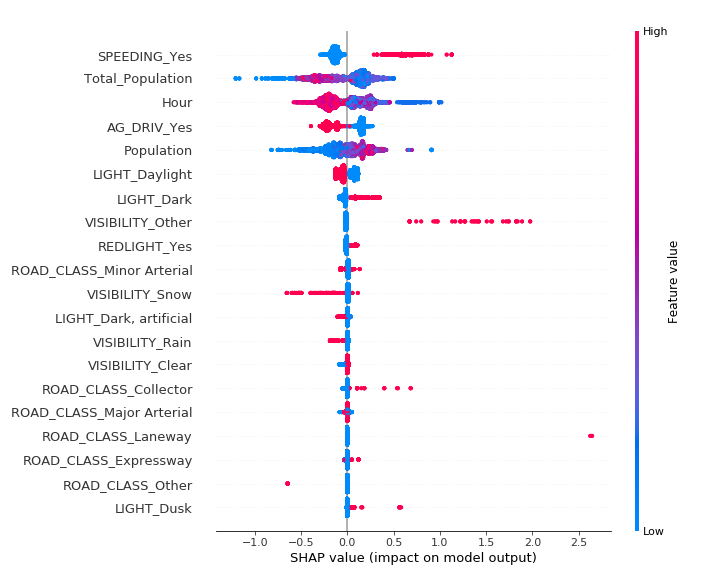 High
SPEEDING_Yes
Total_Population
Hour
AG_DRIV_Yes
Population
LIGHT_Daylight
LIGHT_Dark
VISIBILITY_Other
REDLIGHT_Yes
ROAD_CLASS_Minor Arterial
VISIBILITY_Snow
LIGHT_Dark, artificial
VISIBILITY_Rain
VISIBILITY_Clear
ROAD_CLASS_Collector
ROAD_CLASS_Major Arterial
ROAD_CLASS_Laneway
ROAD_CLASS_Expressway
ROAD_CLASS_Other
LIGHT_Dusk
Feature value
Low
−1.0 −0.5 0.0 0.5 1.0 1.5 2.0 2.5
SHAP value (impact on model output)